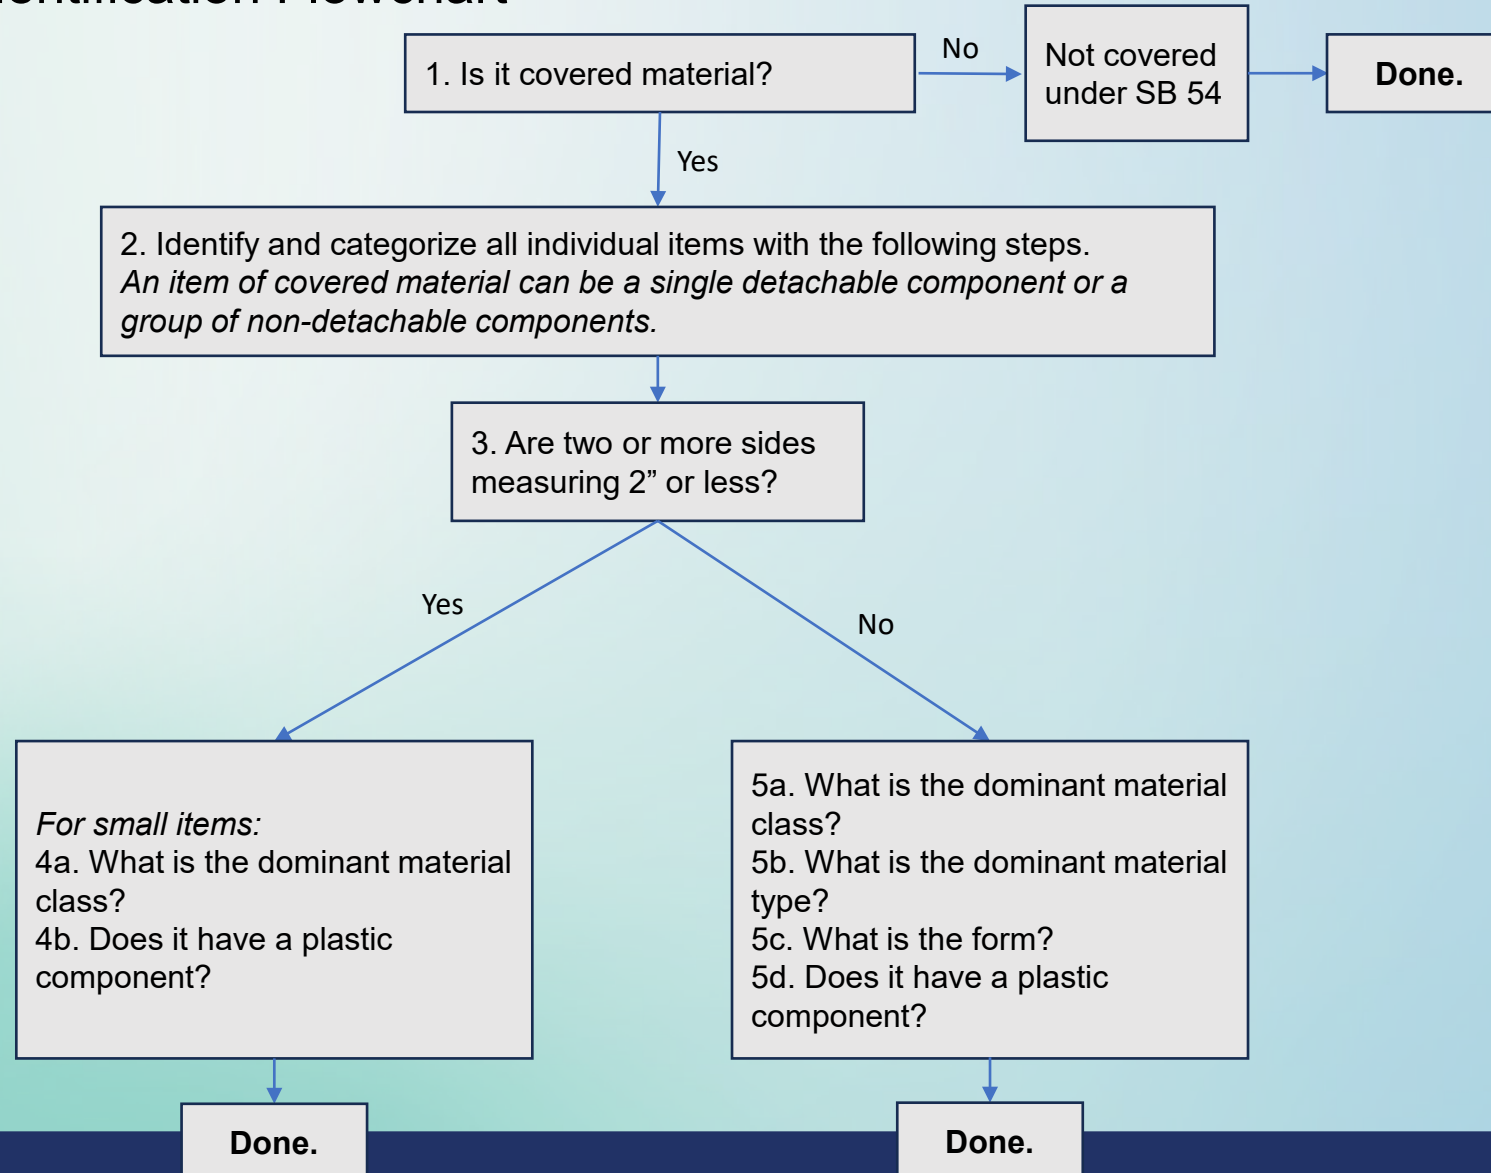 1. Is it covered material?
No
Not covered
under SB 54
Done.
Yes
2. Identify and categorize all individual items with the following steps.
An item of covered material can be a single detachable component or a
group of non-detachable components.
3. Are two or more sides
measuring 2” or less?
Yes
No
For small items:
4a. What is the dominant material
class?
4b. Does it have a plastic
component?
5a. What is the dominant material
class?
5b. What is the dominant material
type?
5c. What is the form?
5d. Does it have a plastic
component?
Done.
Done.